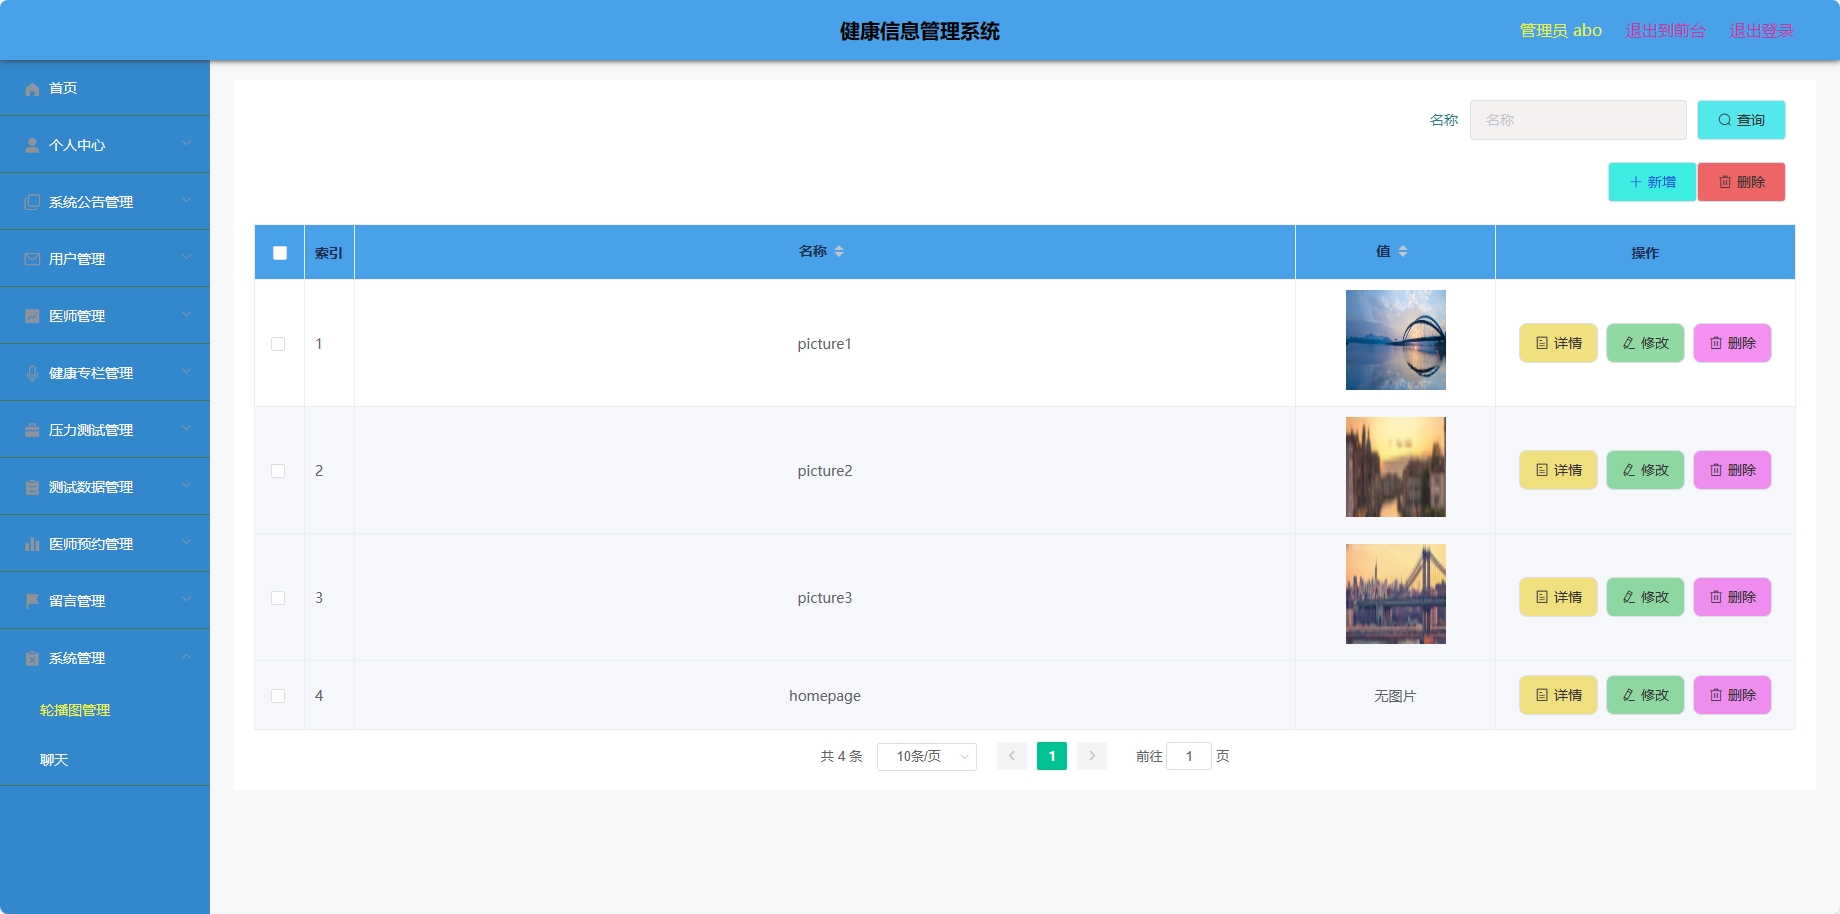 健康信息管理系统
管理员 abo 退出到前台 退出登录
首页
个人中心
系统公告管理
用户管理
医师管理
健康专栏管理
压力测试管理
测试数据管理
医师预约管理
留言管理
系统管理
轮播图管理
聊天
名称 名称 查询
新增 删除
索引 名称 值 操作
1 picture1 详情 修改 删除
2 picture2 详情 修改 删除
3 picture3 详情 修改 删除
4 homepage 无图片 详情 修改 删除
共 4 条 10条/页 1 前往 1 页